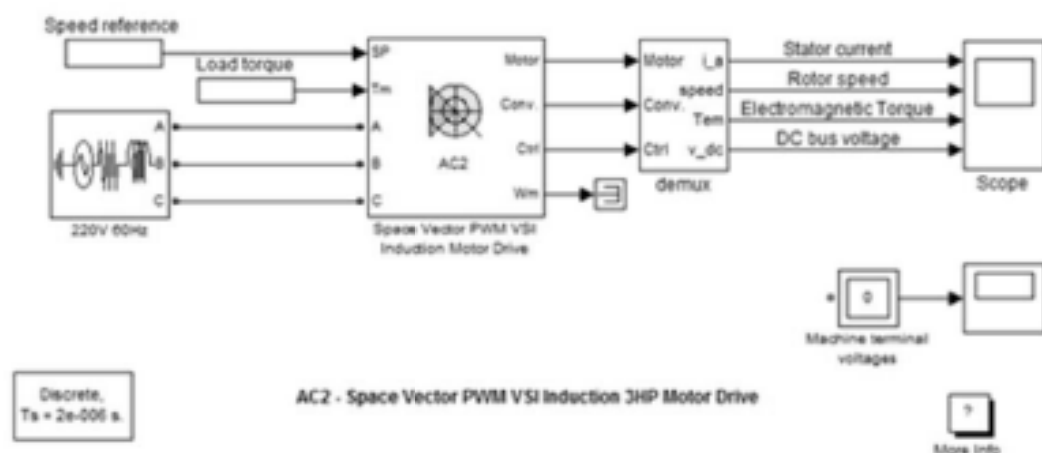 Speed reference
Load torque
SP
Tm
A
B
C
A
B
C
220V 60Hz
Motor
Conv.
Ctrl
Wm
AC2
Space Vector PWM VSI
Induction Motor Drive
Motor
Conv.
Ctrl
i_a
speed
Tem
v_dc
demux
Stator current
Rotor speed
Electromagnetic Torque
DC bus voltage
Scope
0
Machine terminal
voltages
Discrete,
Ts = 2e-006 s.
AC2 - Space Vector PWM VSI Induction 3HP Motor Drive
?
More Info